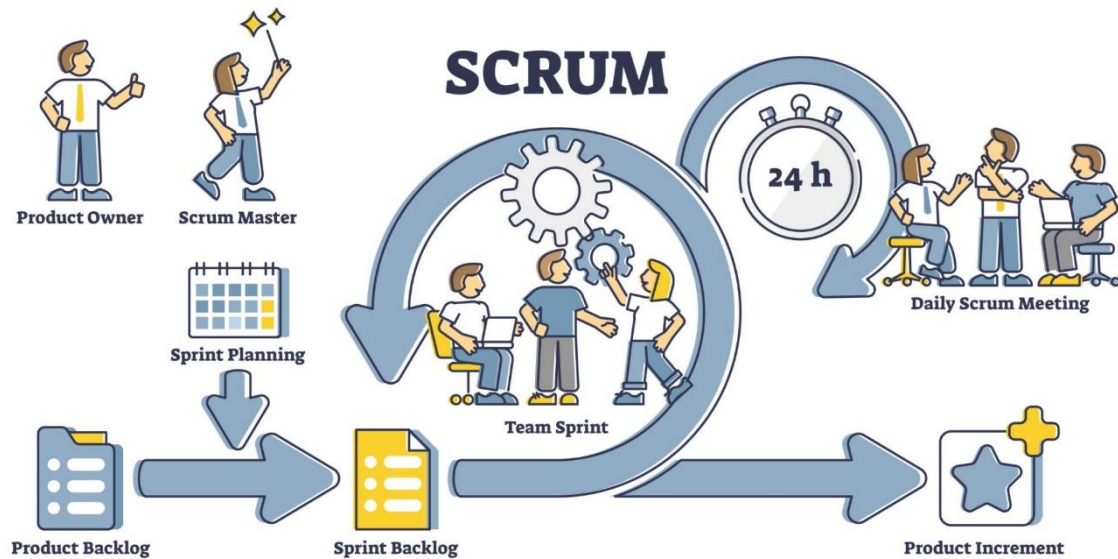 SCRUM
Product Owner
Scrum Master
24 h
Daily Scrum Meeting
Sprint Planning
Team Sprint
Product Backlog
Sprint Backlog
Product Increment